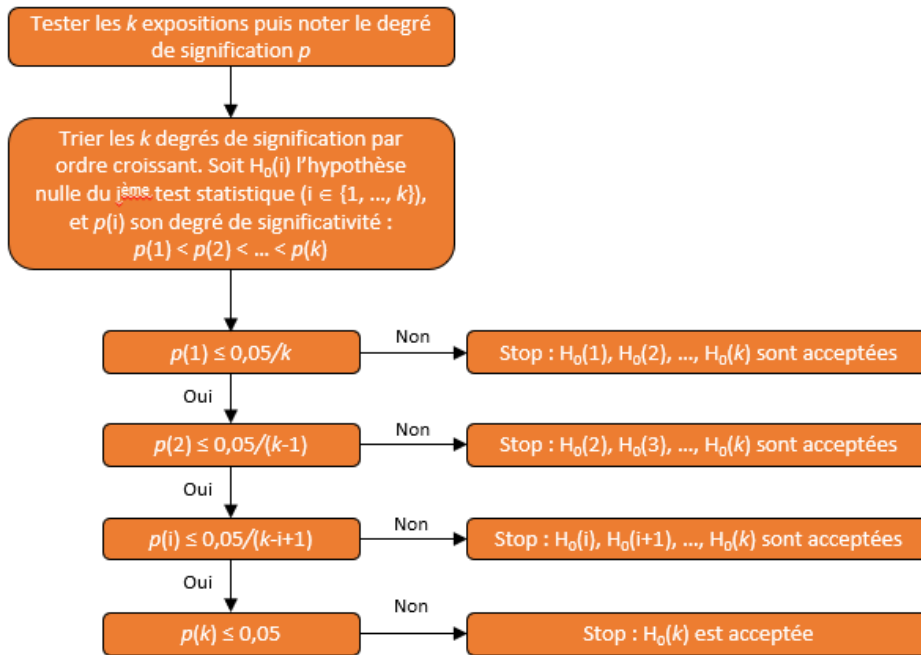 Tester les k expositions puis noter le degré
de signification p
Trier les k degrés de signification par
ordre croissant. Soit H₀(i) l'hypothèse
nulle du jème test statistique (i ∈ {1, ..., k}),
et p(i) son degré de significativité :
p(1) < p(2) < ... < p(k)
p(1) ≤ 0,05/k
Non
Stop : H₀(1), H₀(2), ..., H₀(k) sont acceptées
Oui
p(2) ≤ 0,05/(k-1)
Non
Stop : H₀(2), H₀(3), ..., H₀(k) sont acceptées
Oui
p(i) ≤ 0,05/(k-i+1)
Non
Stop : H₀(i), H₀(i+1), ..., H₀(k) sont acceptées
Oui
p(k) ≤ 0,05
Non
Stop : H₀(k) est acceptée